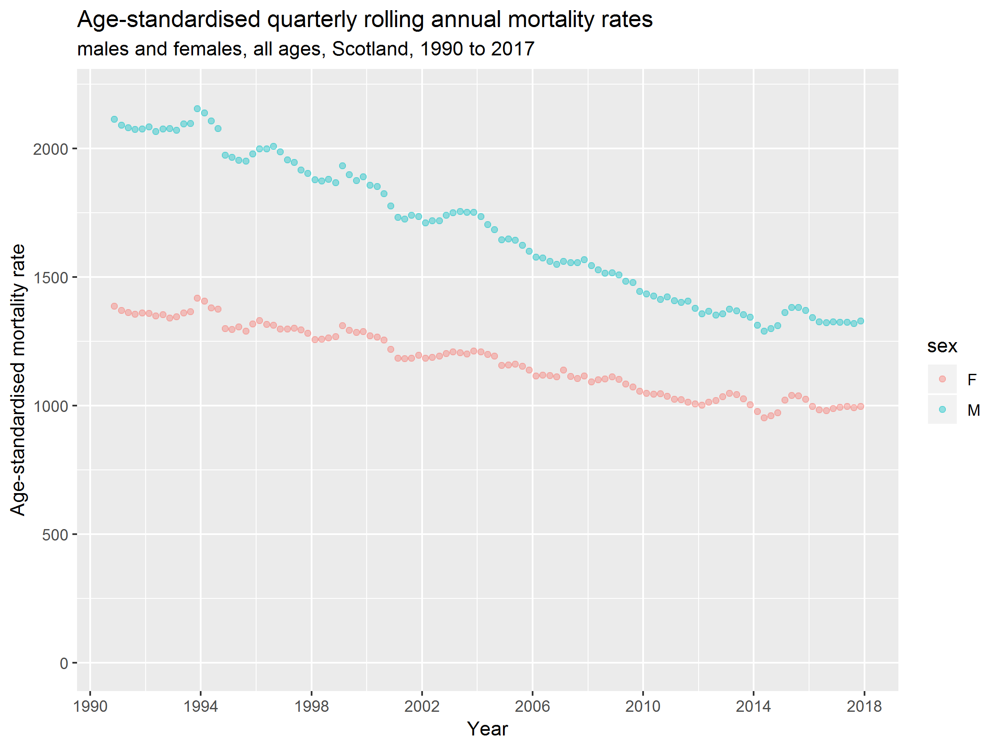 Age-standardised quarterly rolling annual mortality rates
males and females, all ages, Scotland, 1990 to 2017
Age-standardised mortality rate
2000
1500
1000
500
0
1990 1994 1998 2002 2006 2010 2014 2018
Year
sex
F
M